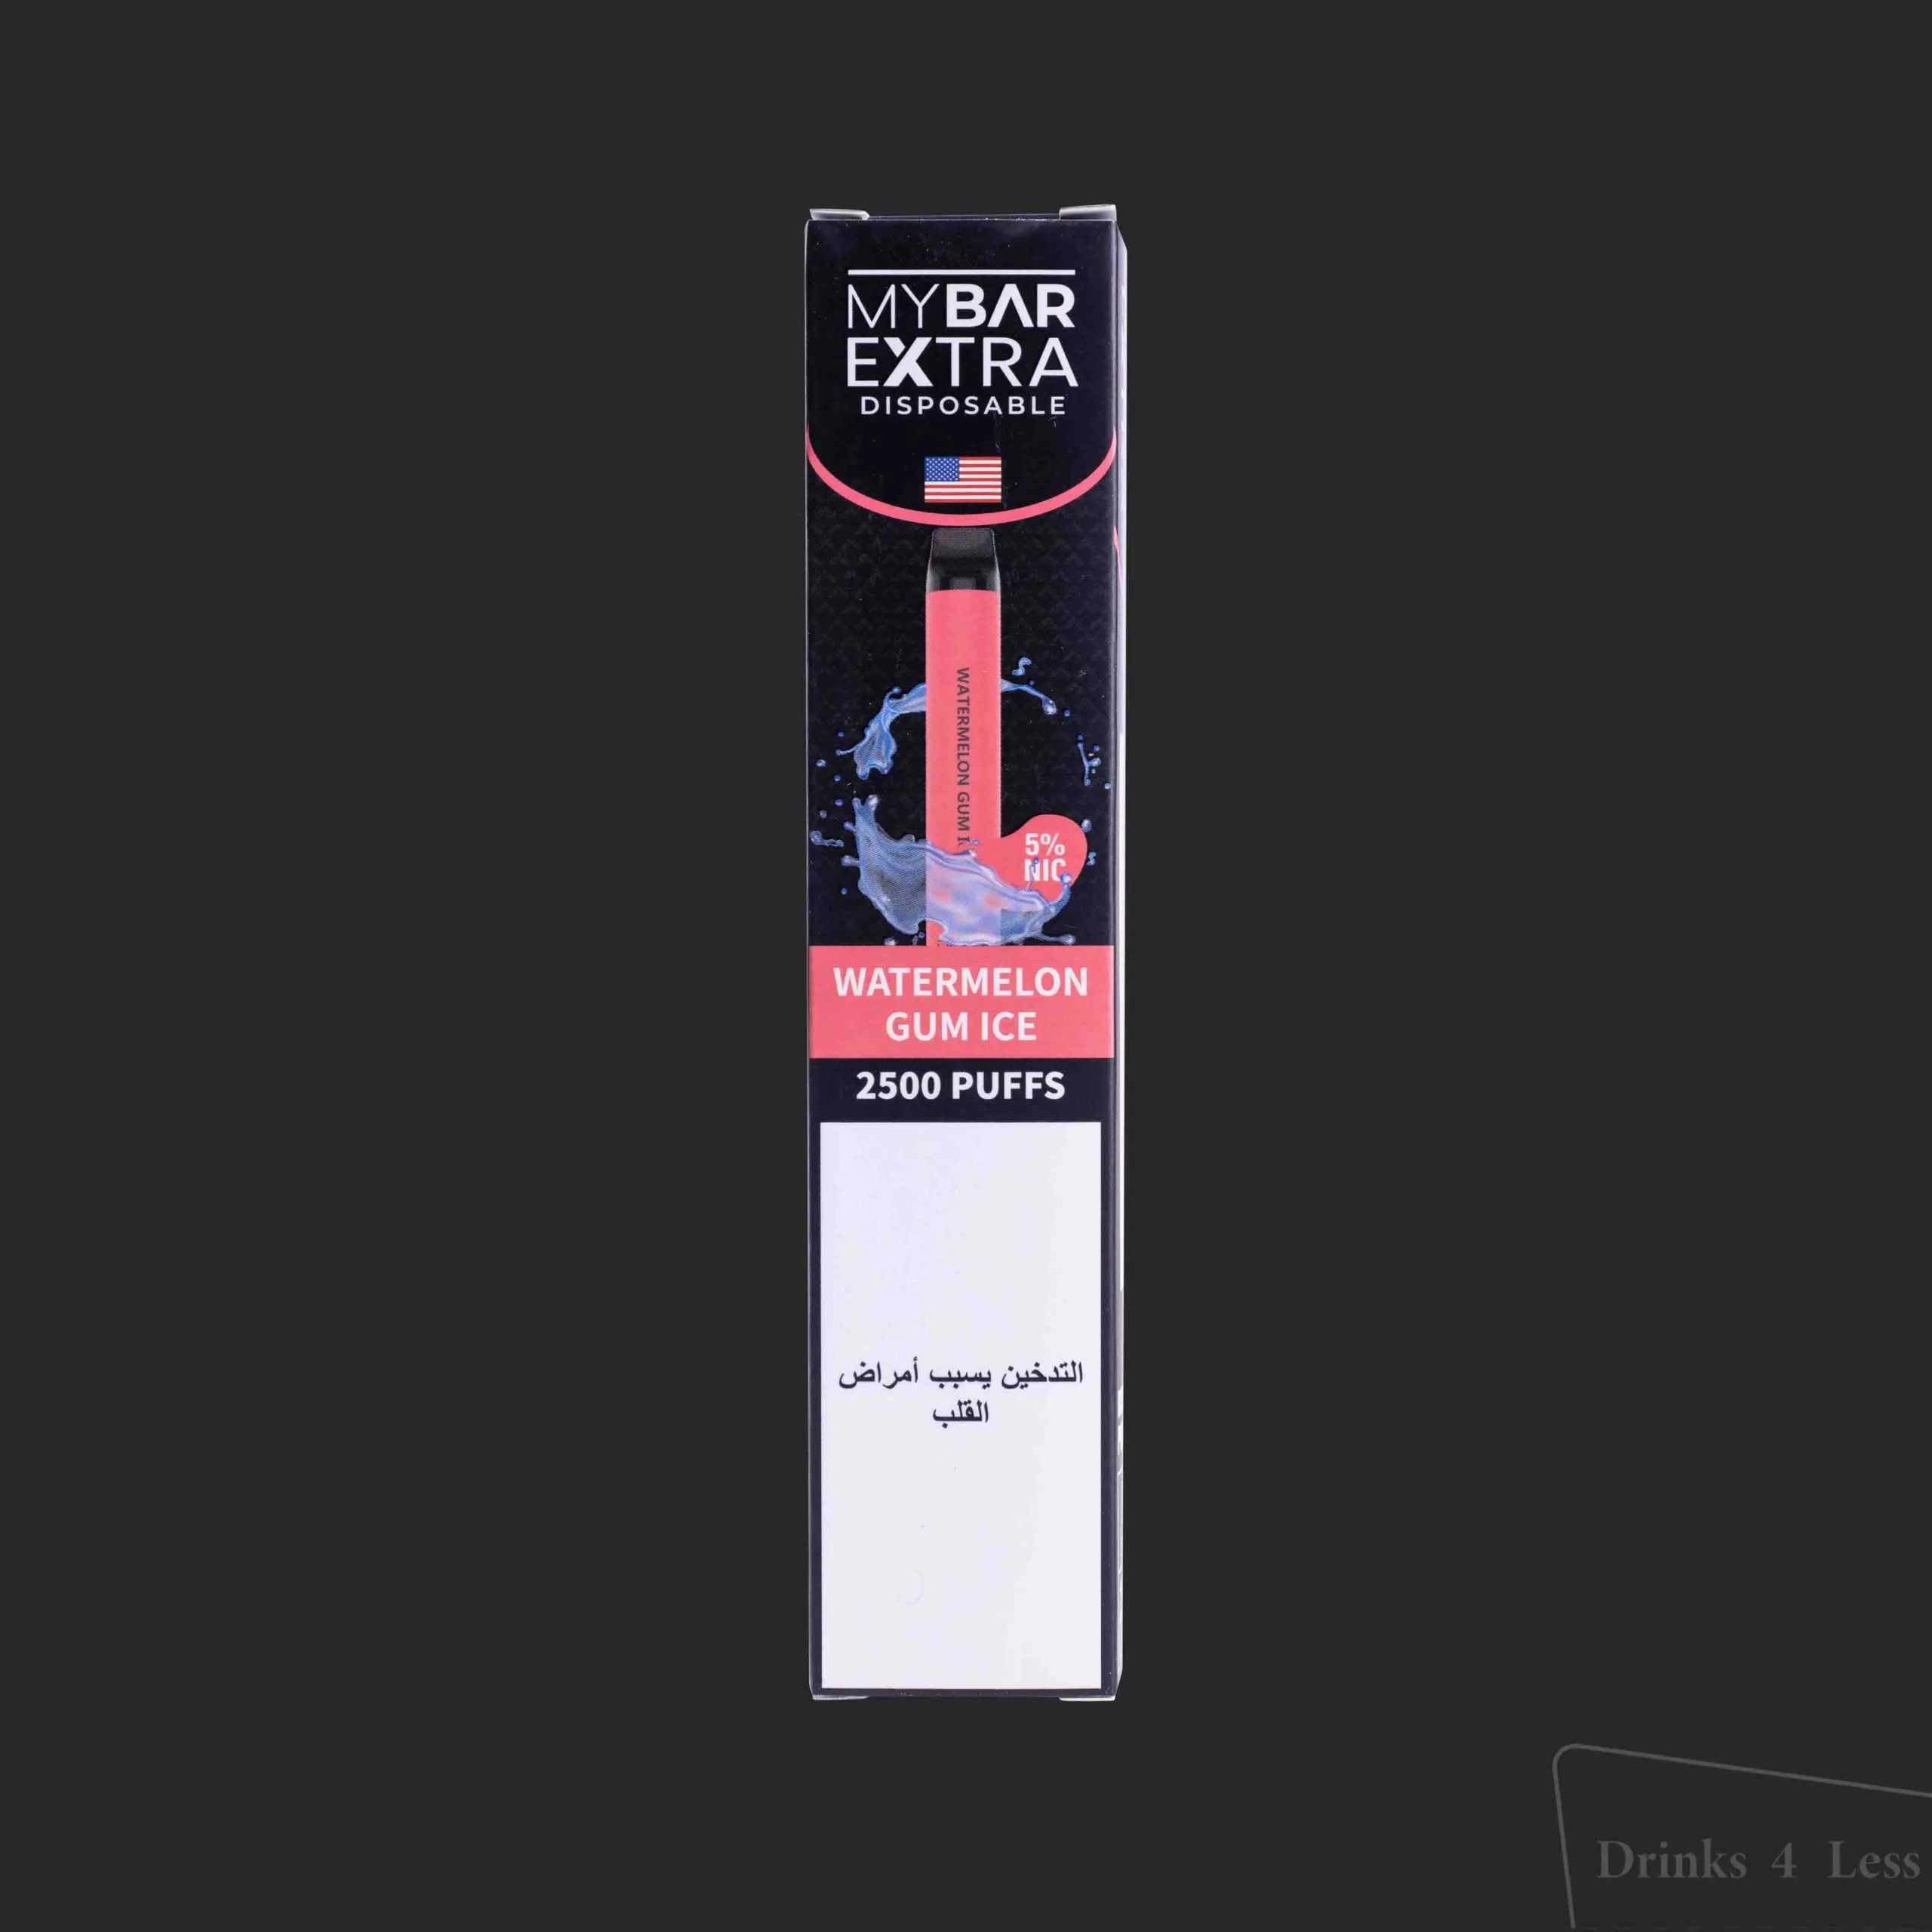 MYBAR
EXTRA
DISPOSABLE
WATERMELON GUM
5%
NIC
WATERMELON
GUM ICE
2500 PUFFS
التدخين يسبب أمراض
القلب
Drinks 4 Less